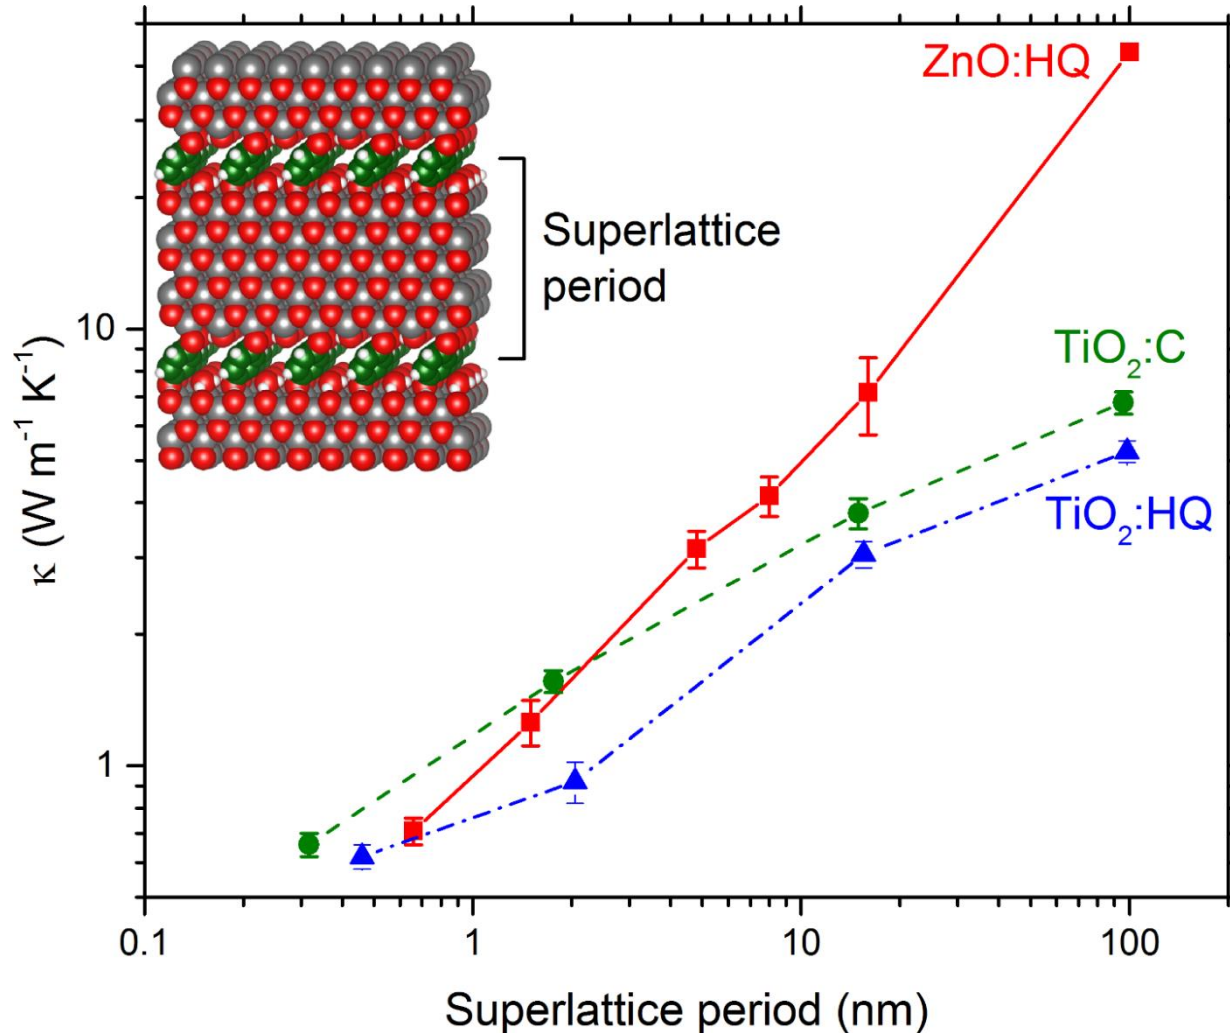 ZnO:HQ
Superlattice
period
TiO₂:C
TiO₂:HQ
κ (W m⁻¹ K⁻¹)
10
1
0.1
1
10
100
Superlattice period (nm)